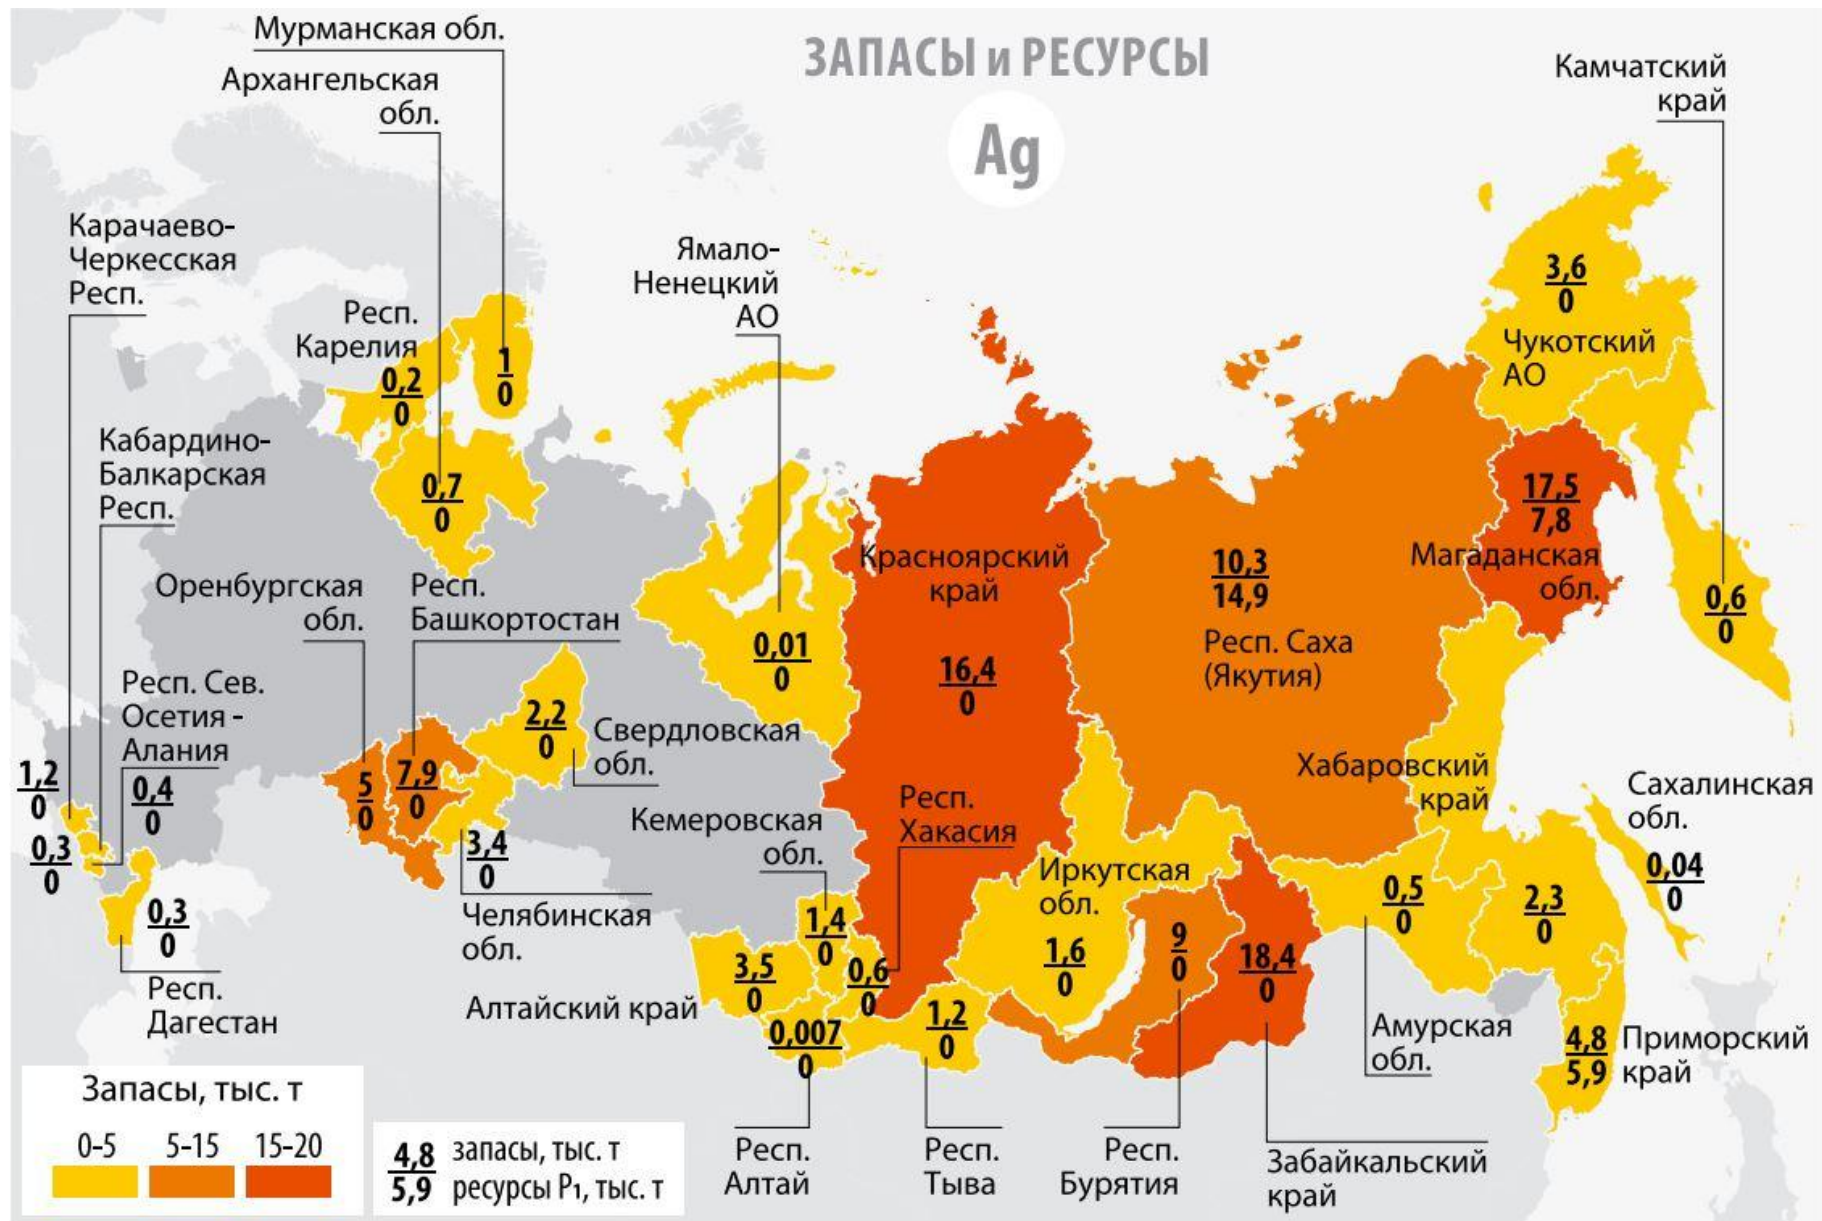 ЗАПАСЫ и РЕСУРСЫ
Ag
Мурманская обл.
1
0
Архангельская
обл.
0,7
0
Карачаево-
Черкесская
Респ.
1,2
0
Респ.
Карелия
0,2
0
Кабардино-
Балкарская
Респ.
0,3
0
Респ. Сев.
Осетия -
Алания
0,4
0
Респ.
Дагестан
0,3
0
Оренбургская
обл.
5
0
Респ.
Башкортостан
7,9
0
Свердловская
обл.
2,2
0
Челябинская
обл.
3,4
0
Ямало-
Ненецкий
АО
0,01
0
Красноярский
край
16,4
0
Кемеровская
обл.
1,4
0
Респ.
Хакасия
0,6
0
Алтайский край
3,5
0
0,007
0
Респ.
Алтай
1,2
0
Респ.
Тыва
Иркутская
обл.
1,6
0
9
0
Респ.
Бурятия
18,4
0
Забайкальский
край
10,3
14,9
Респ. Саха
(Якутия)
17,5
7,8
Магаданская
обл.
3,6
0
Чукотский
АО
Камчатский
край
0,6
0
Хабаровский
край
2,3
0
Сахалинская
обл.
0,04
0
0,5
0
Амурская
обл.
4,8
5,9
Приморский
край
Запасы, тыс. т
0-5 5-15 15-20
4,8 запасы, тыс. т
5,9 ресурсы P₁, тыс. т